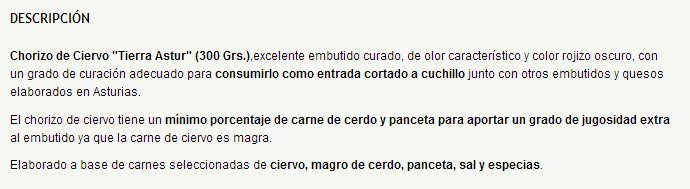 DESCRIPCIÓN
Chorizo de Ciervo "Tierra Astur" (300 Grs.),excelente embutido curado, de olor característico y color rojizo oscuro, con
un grado de curación adecuado para consumirlo como entrada cortado a cuchillo junto con otros embutidos y quesos
elaborados en Asturias.
El chorizo de ciervo tiene un mínimo porcentaje de carne de cerdo y panceta para aportar un grado de jugosidad extra
al embutido ya que la carne de ciervo es magra.
Elaborado a base de carnes seleccionadas de ciervo, magro de cerdo, panceta, sal y especias.